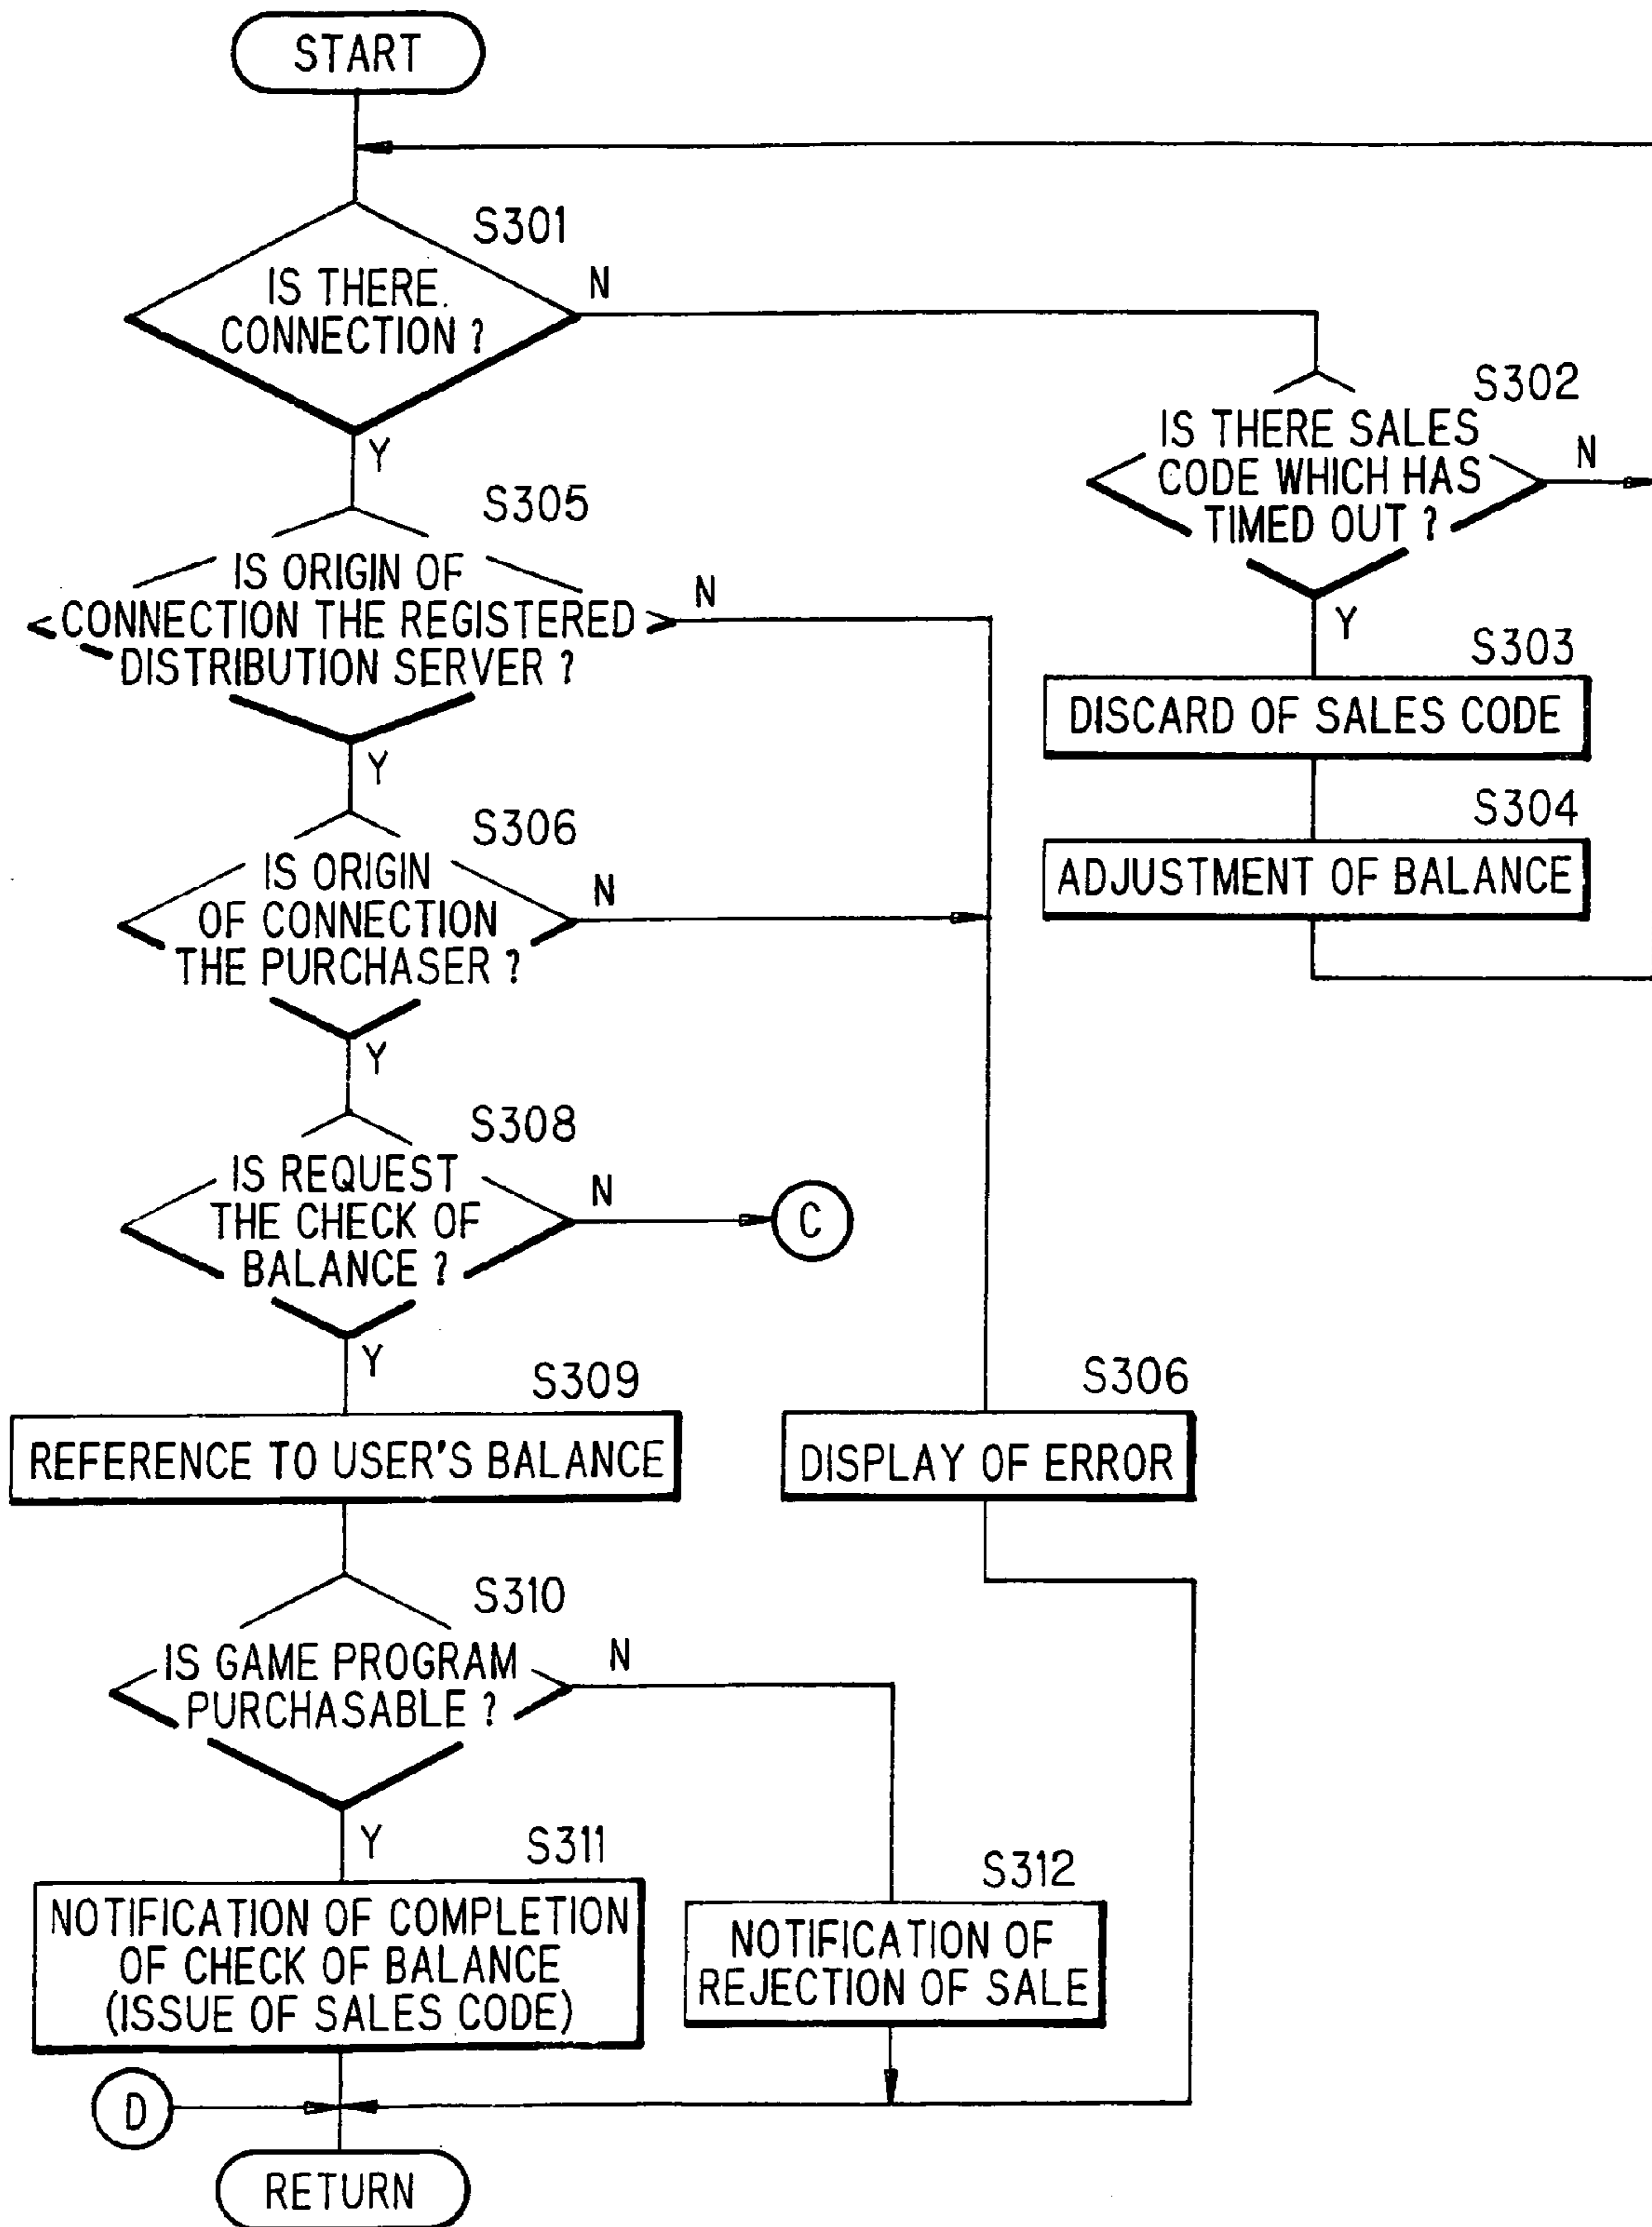 START
S301
IS THERE.
CONNECTION ?
N
Y
S302
IS THERE SALES
CODE WHICH HAS
TIMED OUT ?
N
Y
S303
DISCARD OF SALES CODE
S304
ADJUSTMENT OF BALANCE
S305
IS ORIGIN OF
CONNECTION THE REGISTERED
DISTRIBUTION SERVER ?
N
Y
S306
IS ORIGIN
OF CONNECTION
THE PURCHASER ?
N
Y
S308
IS REQUEST
THE CHECK OF
BALANCE ?
N
C
Y
S309
REFERENCE TO USER'S BALANCE
S306
DISPLAY OF ERROR
S310
IS GAME PROGRAM
PURCHASABLE ?
N
Y
S311
NOTIFICATION OF COMPLETION
OF CHECK OF BALANCE
(ISSUE OF SALES CODE)
S312
NOTIFICATION OF
REJECTION OF SALE
D
RETURN